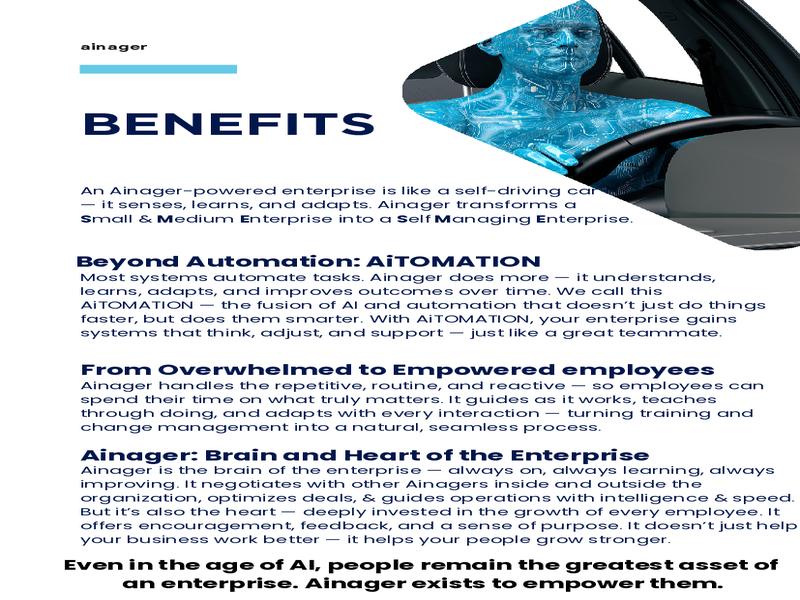 ainager
BENEFITS
An Ainager-powered enterprise is like a self-driving car
— it senses, learns, and adapts. Ainager transforms a
Small & Medium Enterprise into a Self Managing Enterprise.
Beyond Automation: AiTOMATION
Most systems automate tasks. Ainager does more — it understands,
learns, adapts, and improves outcomes over time. We call this
AiTOMATION — the fusion of AI and automation that doesn't just do things
faster, but does them smarter. With AiTOMATION, your enterprise gains
systems that think, adjust, and support — just like a great teammate.
From Overwhelmed to Empowered employees
Ainager handles the repetitive, routine, and reactive — so employees can
spend their time on what truly matters. It guides as it works, teaches
through doing, and adapts with every interaction — turning training and
change management into a natural, seamless process.
Ainager: Brain and Heart of the Enterprise
Ainager is the brain of the enterprise — always on, always learning, always
improving. It negotiates with other Ainagers inside and outside the
organization, optimizes deals, & guides operations with intelligence & speed.
But it's also the heart — deeply invested in the growth of every employee. It
offers encouragement, feedback, and a sense of purpose. It doesn't just help
your business work better — it helps your people grow stronger.
Even in the age of AI, people remain the greatest asset of
an enterprise. Ainager exists to empower them.